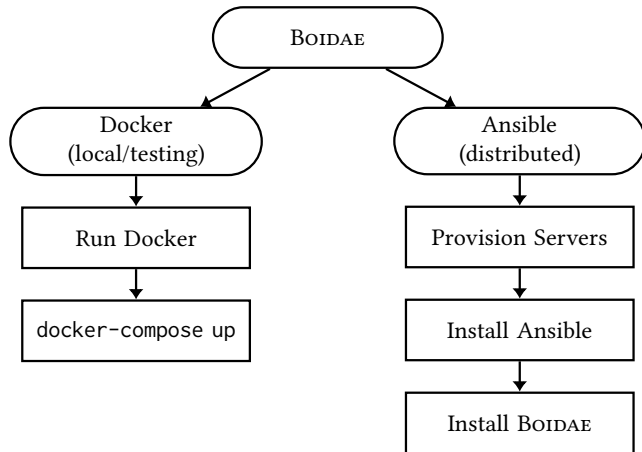 BOIDAE
Docker
(local/testing)
Run Docker
docker-compose up
Ansible
(distributed)
Provision Servers
Install Ansible
Install BOIDAE